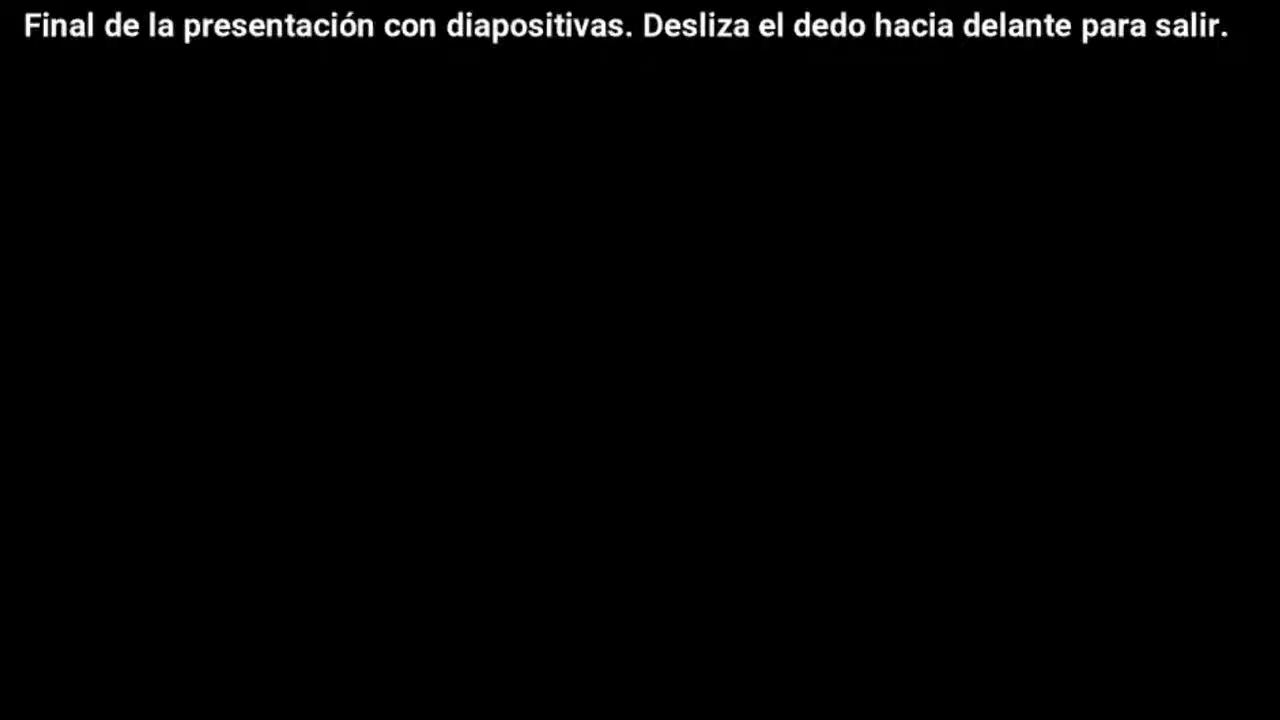 Final de la presentación con diapositivas. Desliza el dedo hacia delante para salir.